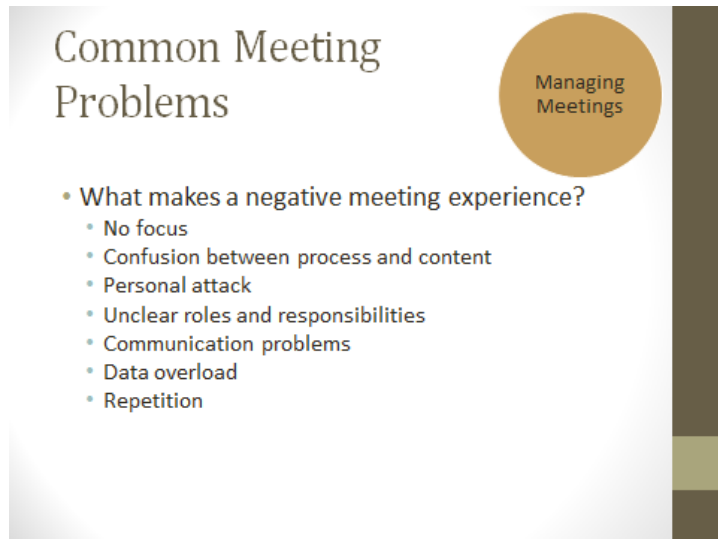 Common Meeting
Problems
Managing
Meetings
• What makes a negative meeting experience?
• No focus
• Confusion between process and content
• Personal attack
• Unclear roles and responsibilities
• Communication problems
• Data overload
• Repetition